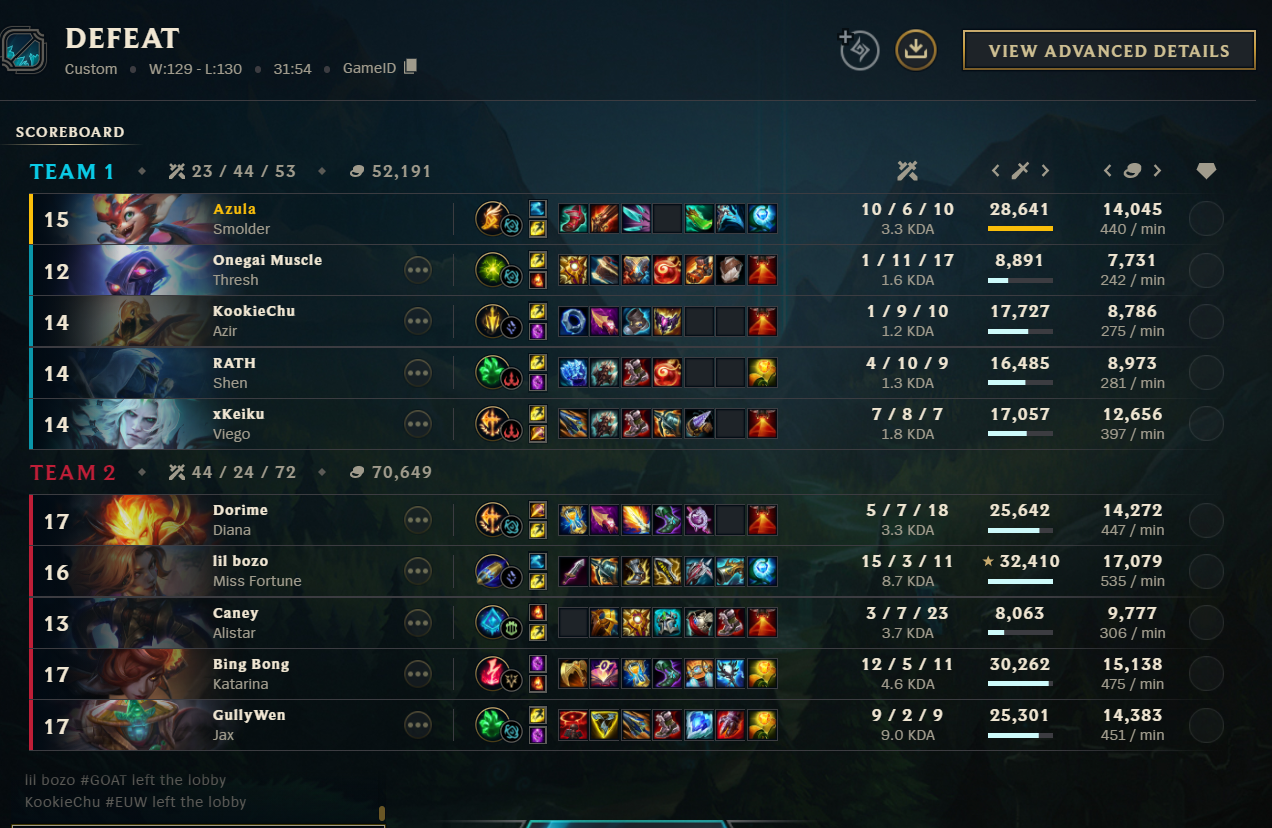 DEFEAT
Custom • W:129 - L:130 • 31:54 • GameID
VIEW ADVANCED DETAILS
SCOREBOARD
TEAM 1 23 / 44 / 53 52,191
15 Azula 10 / 6 / 10 28,641 14,045
Smolder 3.3 KDA 440 / min
12 Onegai Muscle 1 / 11 / 17 8,891 7,731
Thresh 1.6 KDA 242 / min
14 KookieChu 1 / 9 / 10 17,727 8,786
Azir 1.2 KDA 275 / min
14 RATH 4 / 10 / 9 16,485 8,973
Shen 1.3 KDA 281 / min
14 xKeiku 7 / 8 / 7 17,057 12,656
Viego 1.8 KDA 397 / min
TEAM 2 44 / 24 / 72 70,649
17 Dorime 5 / 7 / 18 25,642 14,272
Diana 3.3 KDA 447 / min
16 lil bozo 15 / 3 / 11 32,410 17,079
Miss Fortune 8.7 KDA 535 / min
13 Caney 3 / 7 / 23 8,063 9,777
Alistar 3.7 KDA 306 / min
17 Bing Bong 12 / 5 / 11 30,262 15,138
Katarina 4.6 KDA 475 / min
17 GullyWen 9 / 2 / 9 25,301 14,383
Jax 9.0 KDA 451 / min
lil bozo #GOAT left the lobby
KookieChu #EUW left the lobby